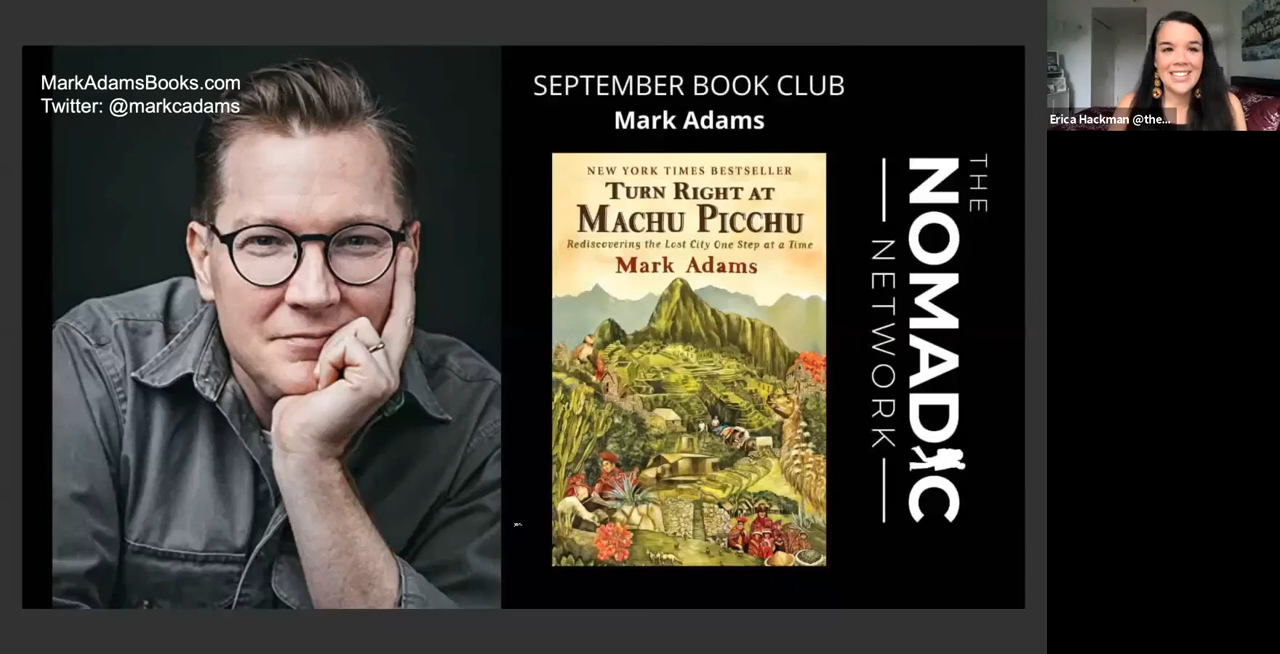 MarkAdamsBooks.com
Twitter: @markcadams
SEPTEMBER BOOK CLUB
Mark Adams
NEW YORK TIMES BESTSELLER
TURN RIGHT AT
MACHU PICCHU
Rediscovering the Lost City One Step at a Time
Mark Adams
THE
NOMADIC
NETWORK
Erica Hackman @the...